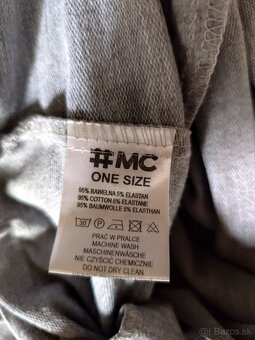 #MC
ONE SIZE
95% BAWEŁNA 5% ELASTAN
95% COTTON 5% ELASTANE
95% BAUMWOLLE 5% ELASTHAN
30
P
PRAĆ W PRALCE
MACHINE WASH
MASCHINENWÄSCHE
NIE CZYŚCIĆ CHEMICZNIE
DO NOT DRY CLEAN
Bazos.sk